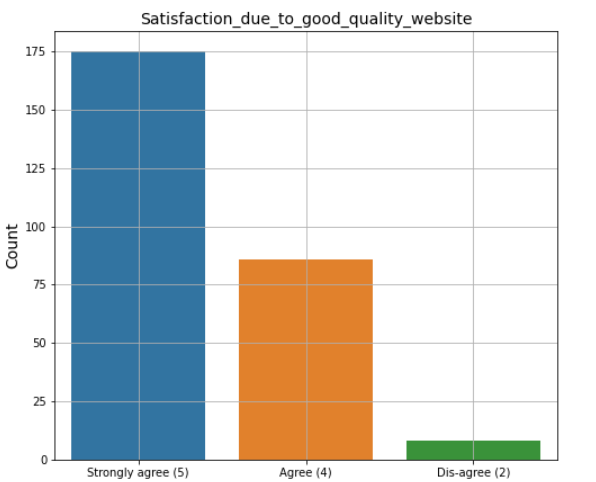 Satisfaction_due_to_good_quality_website
175
150
125
100
75
50
25
0
Count
Strongly agree (5)
Agree (4)
Dis-agree (2)